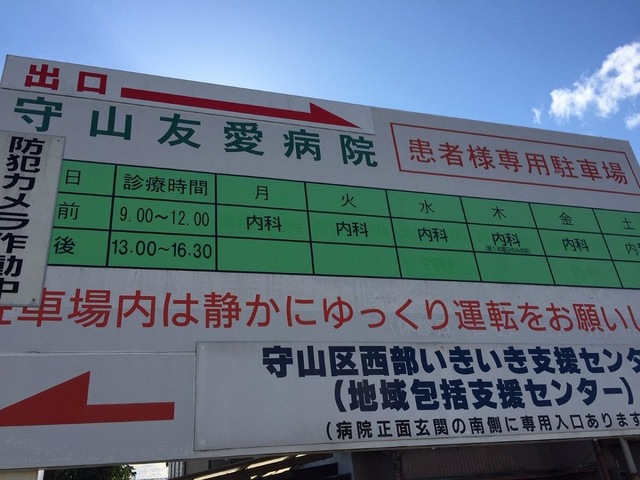 出口
守山友愛病院
患者様専用駐車場
防犯カメラ作動中
日 診療時間 月 火 水 木 金 土
前 9.00～12.00 内科 内科 内科 内科 内科 内
後 13.00～16.30
車場内は静かにゆっくり運転をお願いし
守山区西部いきいき支援センタ
(地域包括支援センター)
(病院正面玄関の南側に専用入口あります